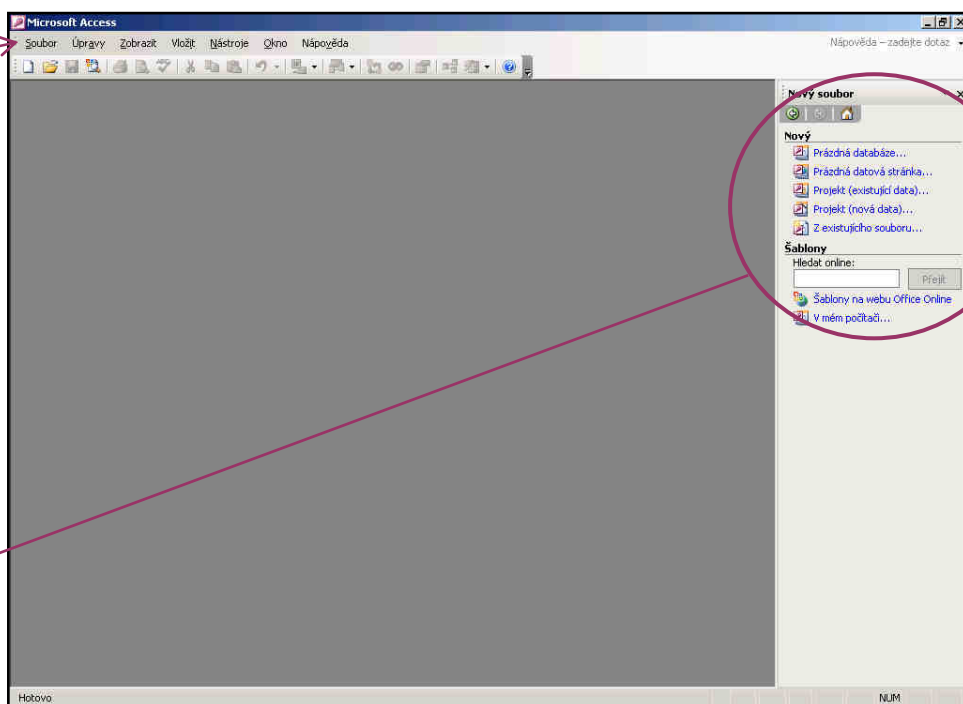 Microsoft Access
Soubor Úpravy Zobrazit Vložit Nástroje Okno Nápověda Nápověda – zadejte dotaz
Nový soubor
Nový
Prázdná databáze...
Prázdná datová stránka...
Projekt (existující data)...
Projekt (nová data)...
Z existujícího souboru...
Šablony
Hledat online:
Přejít
Šablony na webu Office Online
V mém počítači...
Hotovo NUM